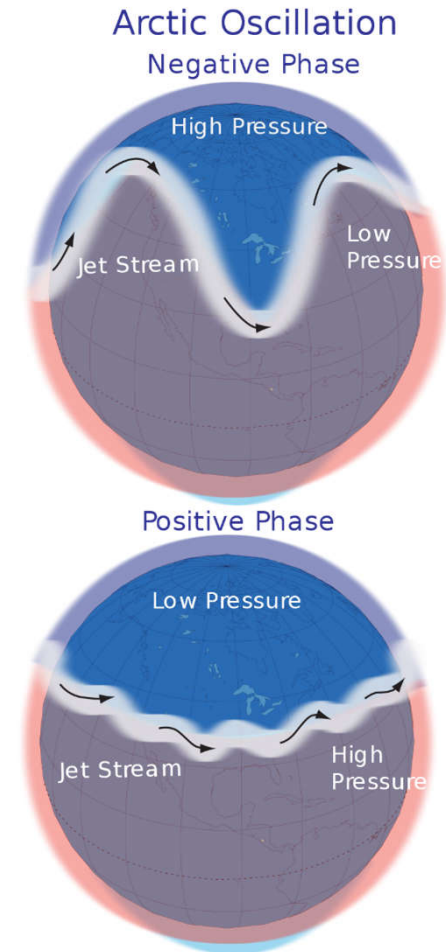 Arctic Oscillation
Negative Phase
High Pressure
Jet Stream
Low
Pressure
Positive Phase
Low Pressure
Jet Stream
High
Pressure